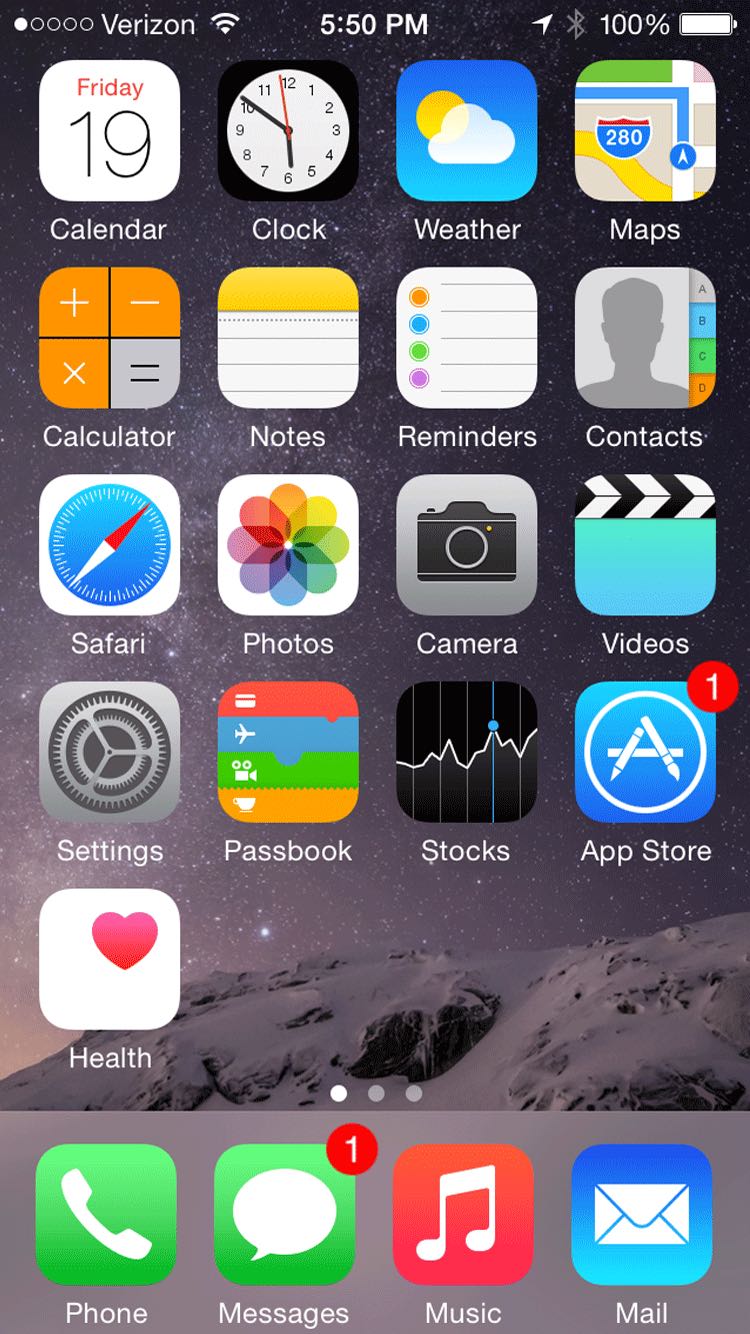 Verizon 5:50 PM 100%
Friday
19
12
11 1
10 2
9 3
8 4
7 5
6
280
Calendar Clock Weather Maps
A
B
C
D
Calculator Notes Reminders Contacts
Safari Photos Camera Videos
1
Settings Passbook Stocks App Store
Health
1
Phone Messages Music Mail